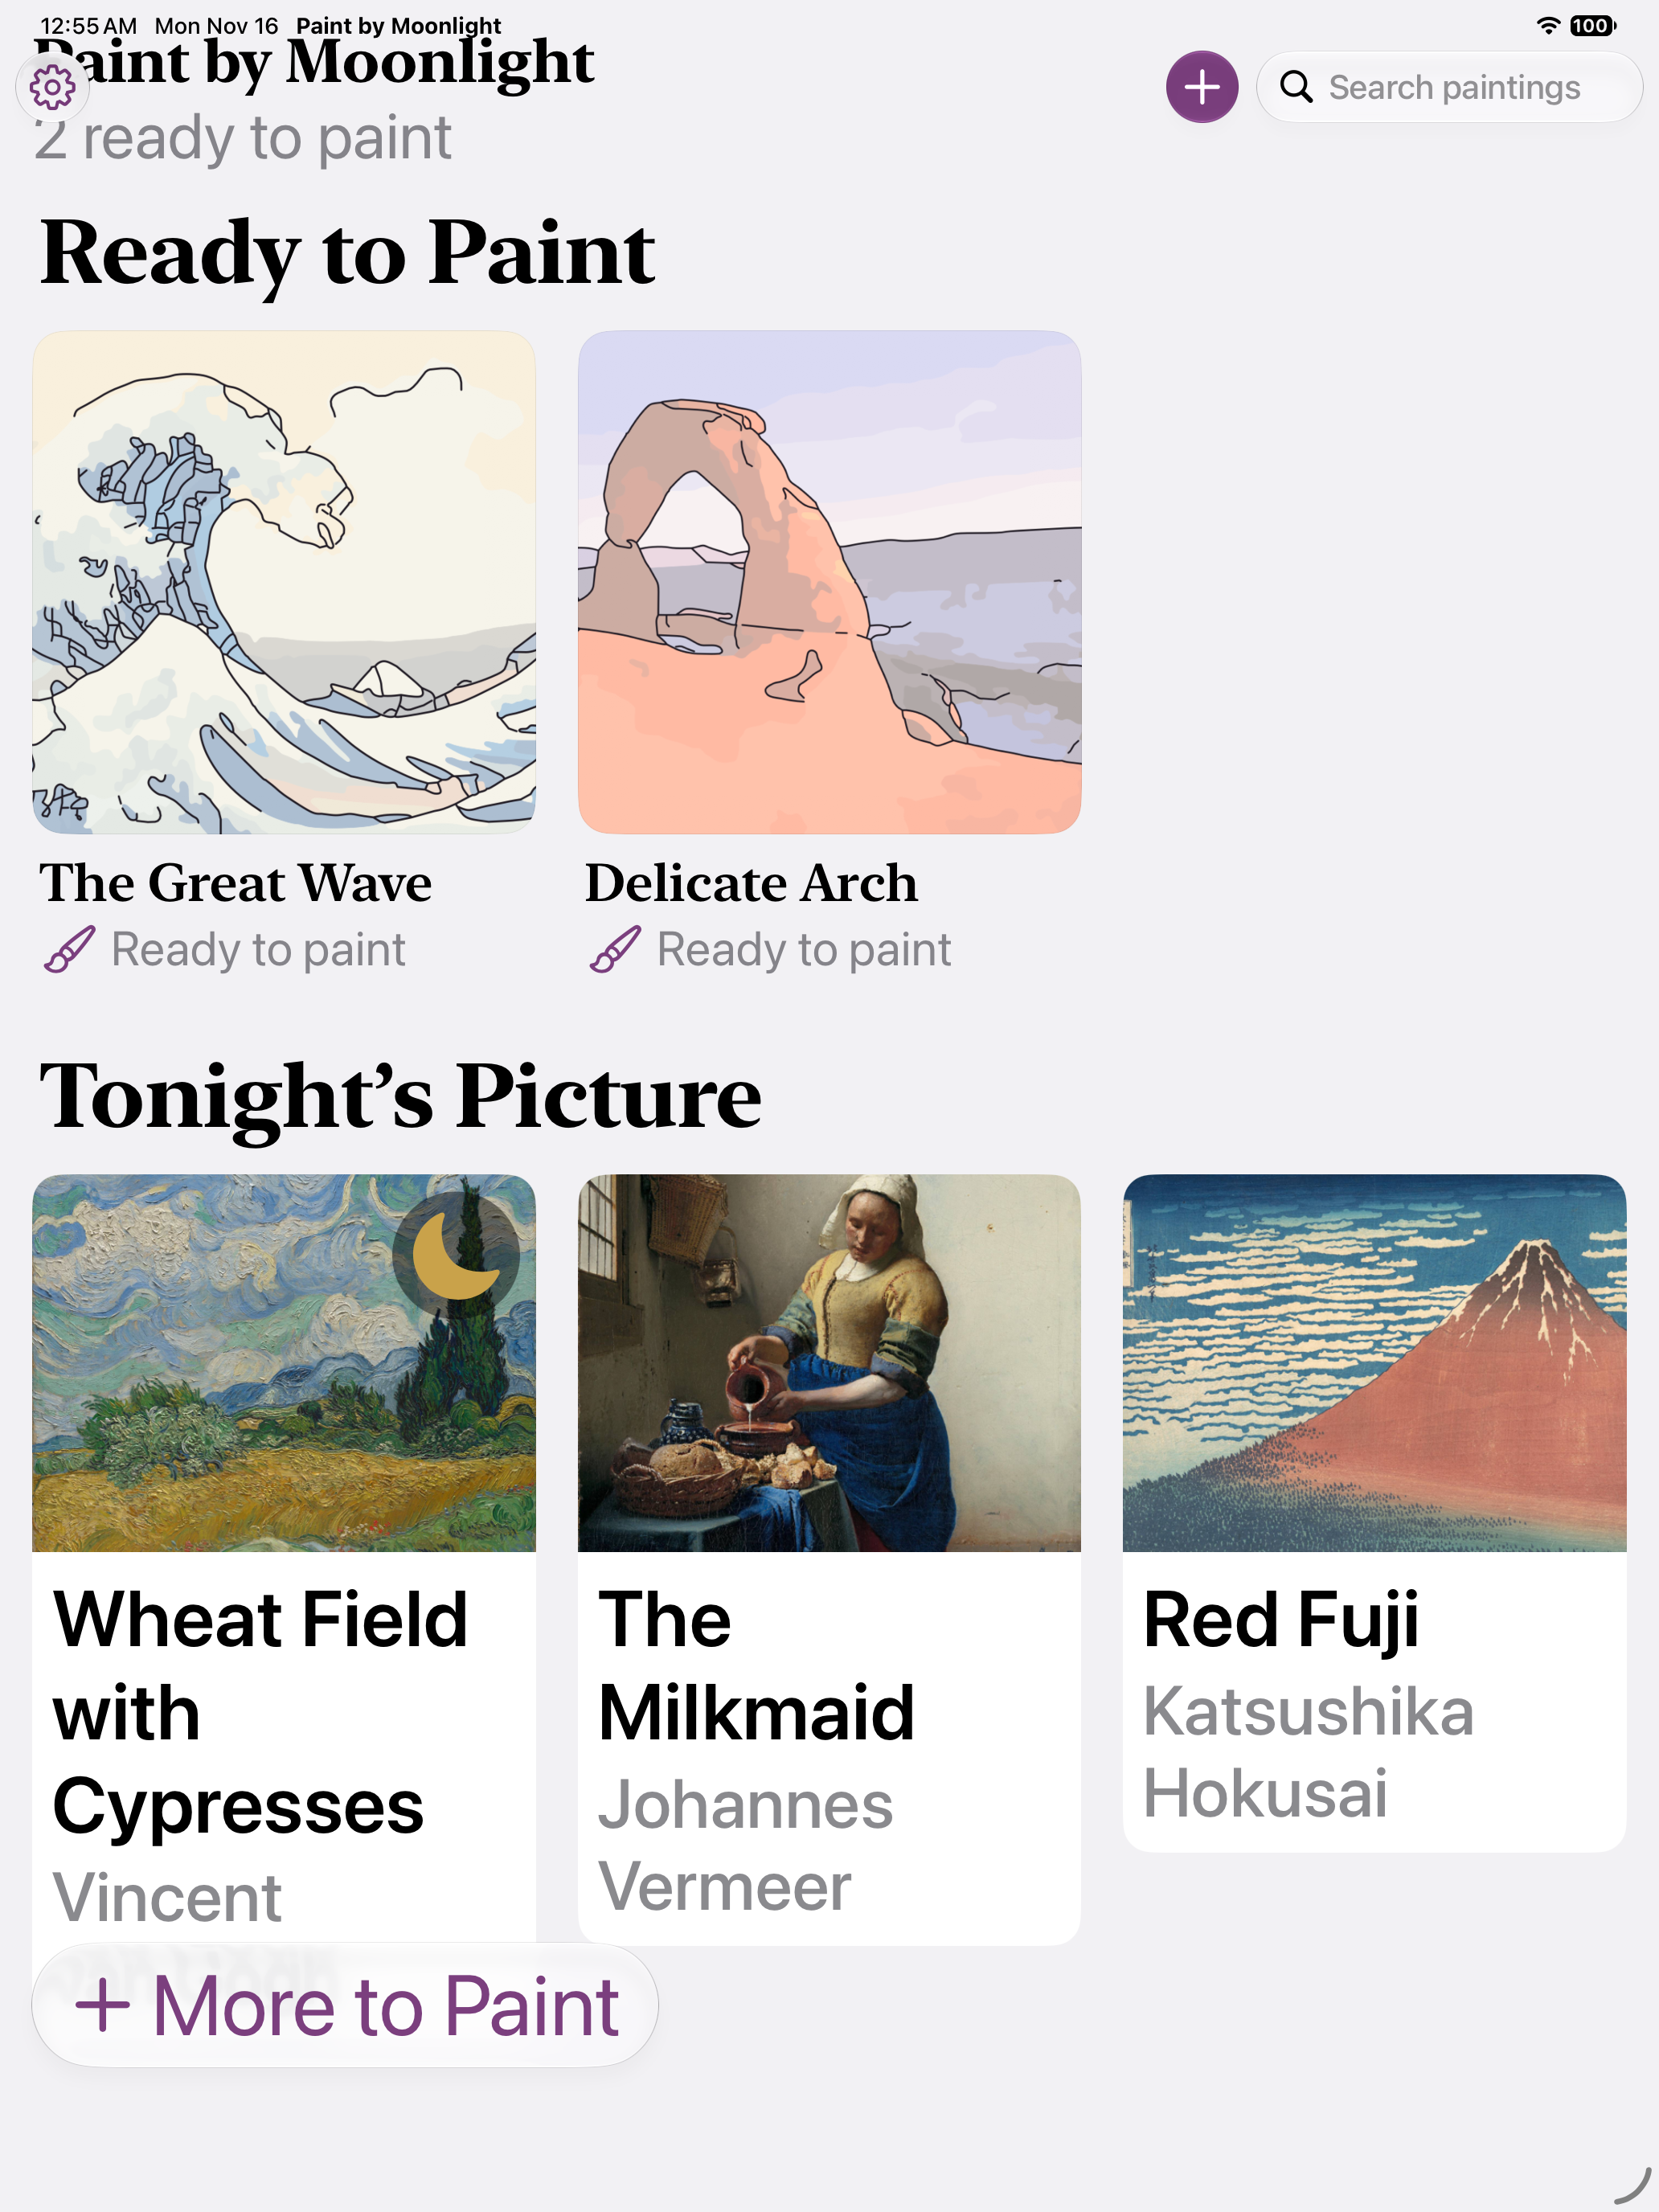 12:55 AM Mon Nov 16 Paint by Moonlight
100
Paint by Moonlight
Search paintings
2 ready to paint
Ready to Paint
The Great Wave
Ready to paint
Delicate Arch
Ready to paint
Tonight’s Picture
Wheat Field
with
Cypresses
Vincent
The
Milkmaid
Johannes
Vermeer
Red Fuji
Katsushika
Hokusai
+ More to Paint